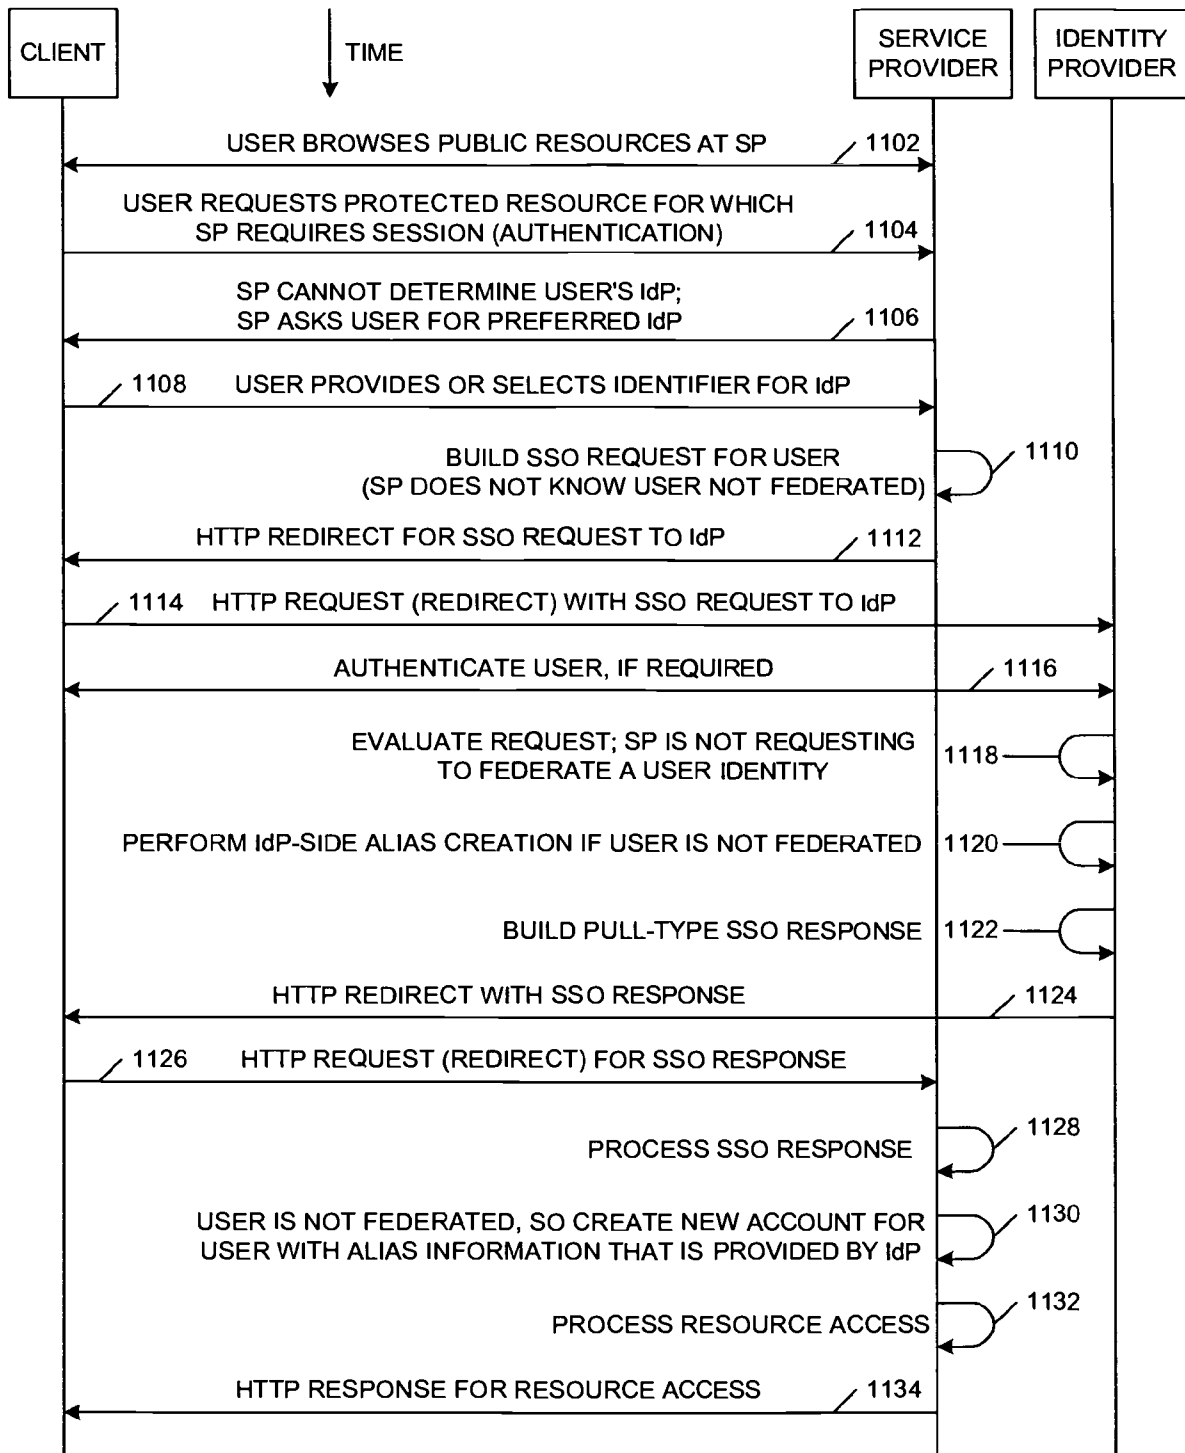 CLIENT
TIME
SERVICE
PROVIDER
IDENTITY
PROVIDER
USER BROWSES PUBLIC RESOURCES AT SP
1102
USER REQUESTS PROTECTED RESOURCE FOR WHICH
SP REQUIRES SESSION (AUTHENTICATION)
1104
SP CANNOT DETERMINE USER'S IdP;
SP ASKS USER FOR PREFERRED IdP
1106
1108
USER PROVIDES OR SELECTS IDENTIFIER FOR IdP
BUILD SSO REQUEST FOR USER
(SP DOES NOT KNOW USER NOT FEDERATED)
1110
HTTP REDIRECT FOR SSO REQUEST TO IdP
1112
1114
HTTP REQUEST (REDIRECT) WITH SSO REQUEST TO IdP
AUTHENTICATE USER, IF REQUIRED
1116
EVALUATE REQUEST; SP IS NOT REQUESTING
TO FEDERATE A USER IDENTITY
1118
PERFORM IdP-SIDE ALIAS CREATION IF USER IS NOT FEDERATED
1120
BUILD PULL-TYPE SSO RESPONSE
1122
HTTP REDIRECT WITH SSO RESPONSE
1124
1126
HTTP REQUEST (REDIRECT) FOR SSO RESPONSE
PROCESS SSO RESPONSE
1128
USER IS NOT FEDERATED, SO CREATE NEW ACCOUNT FOR
USER WITH ALIAS INFORMATION THAT IS PROVIDED BY IdP
1130
PROCESS RESOURCE ACCESS
1132
HTTP RESPONSE FOR RESOURCE ACCESS
1134